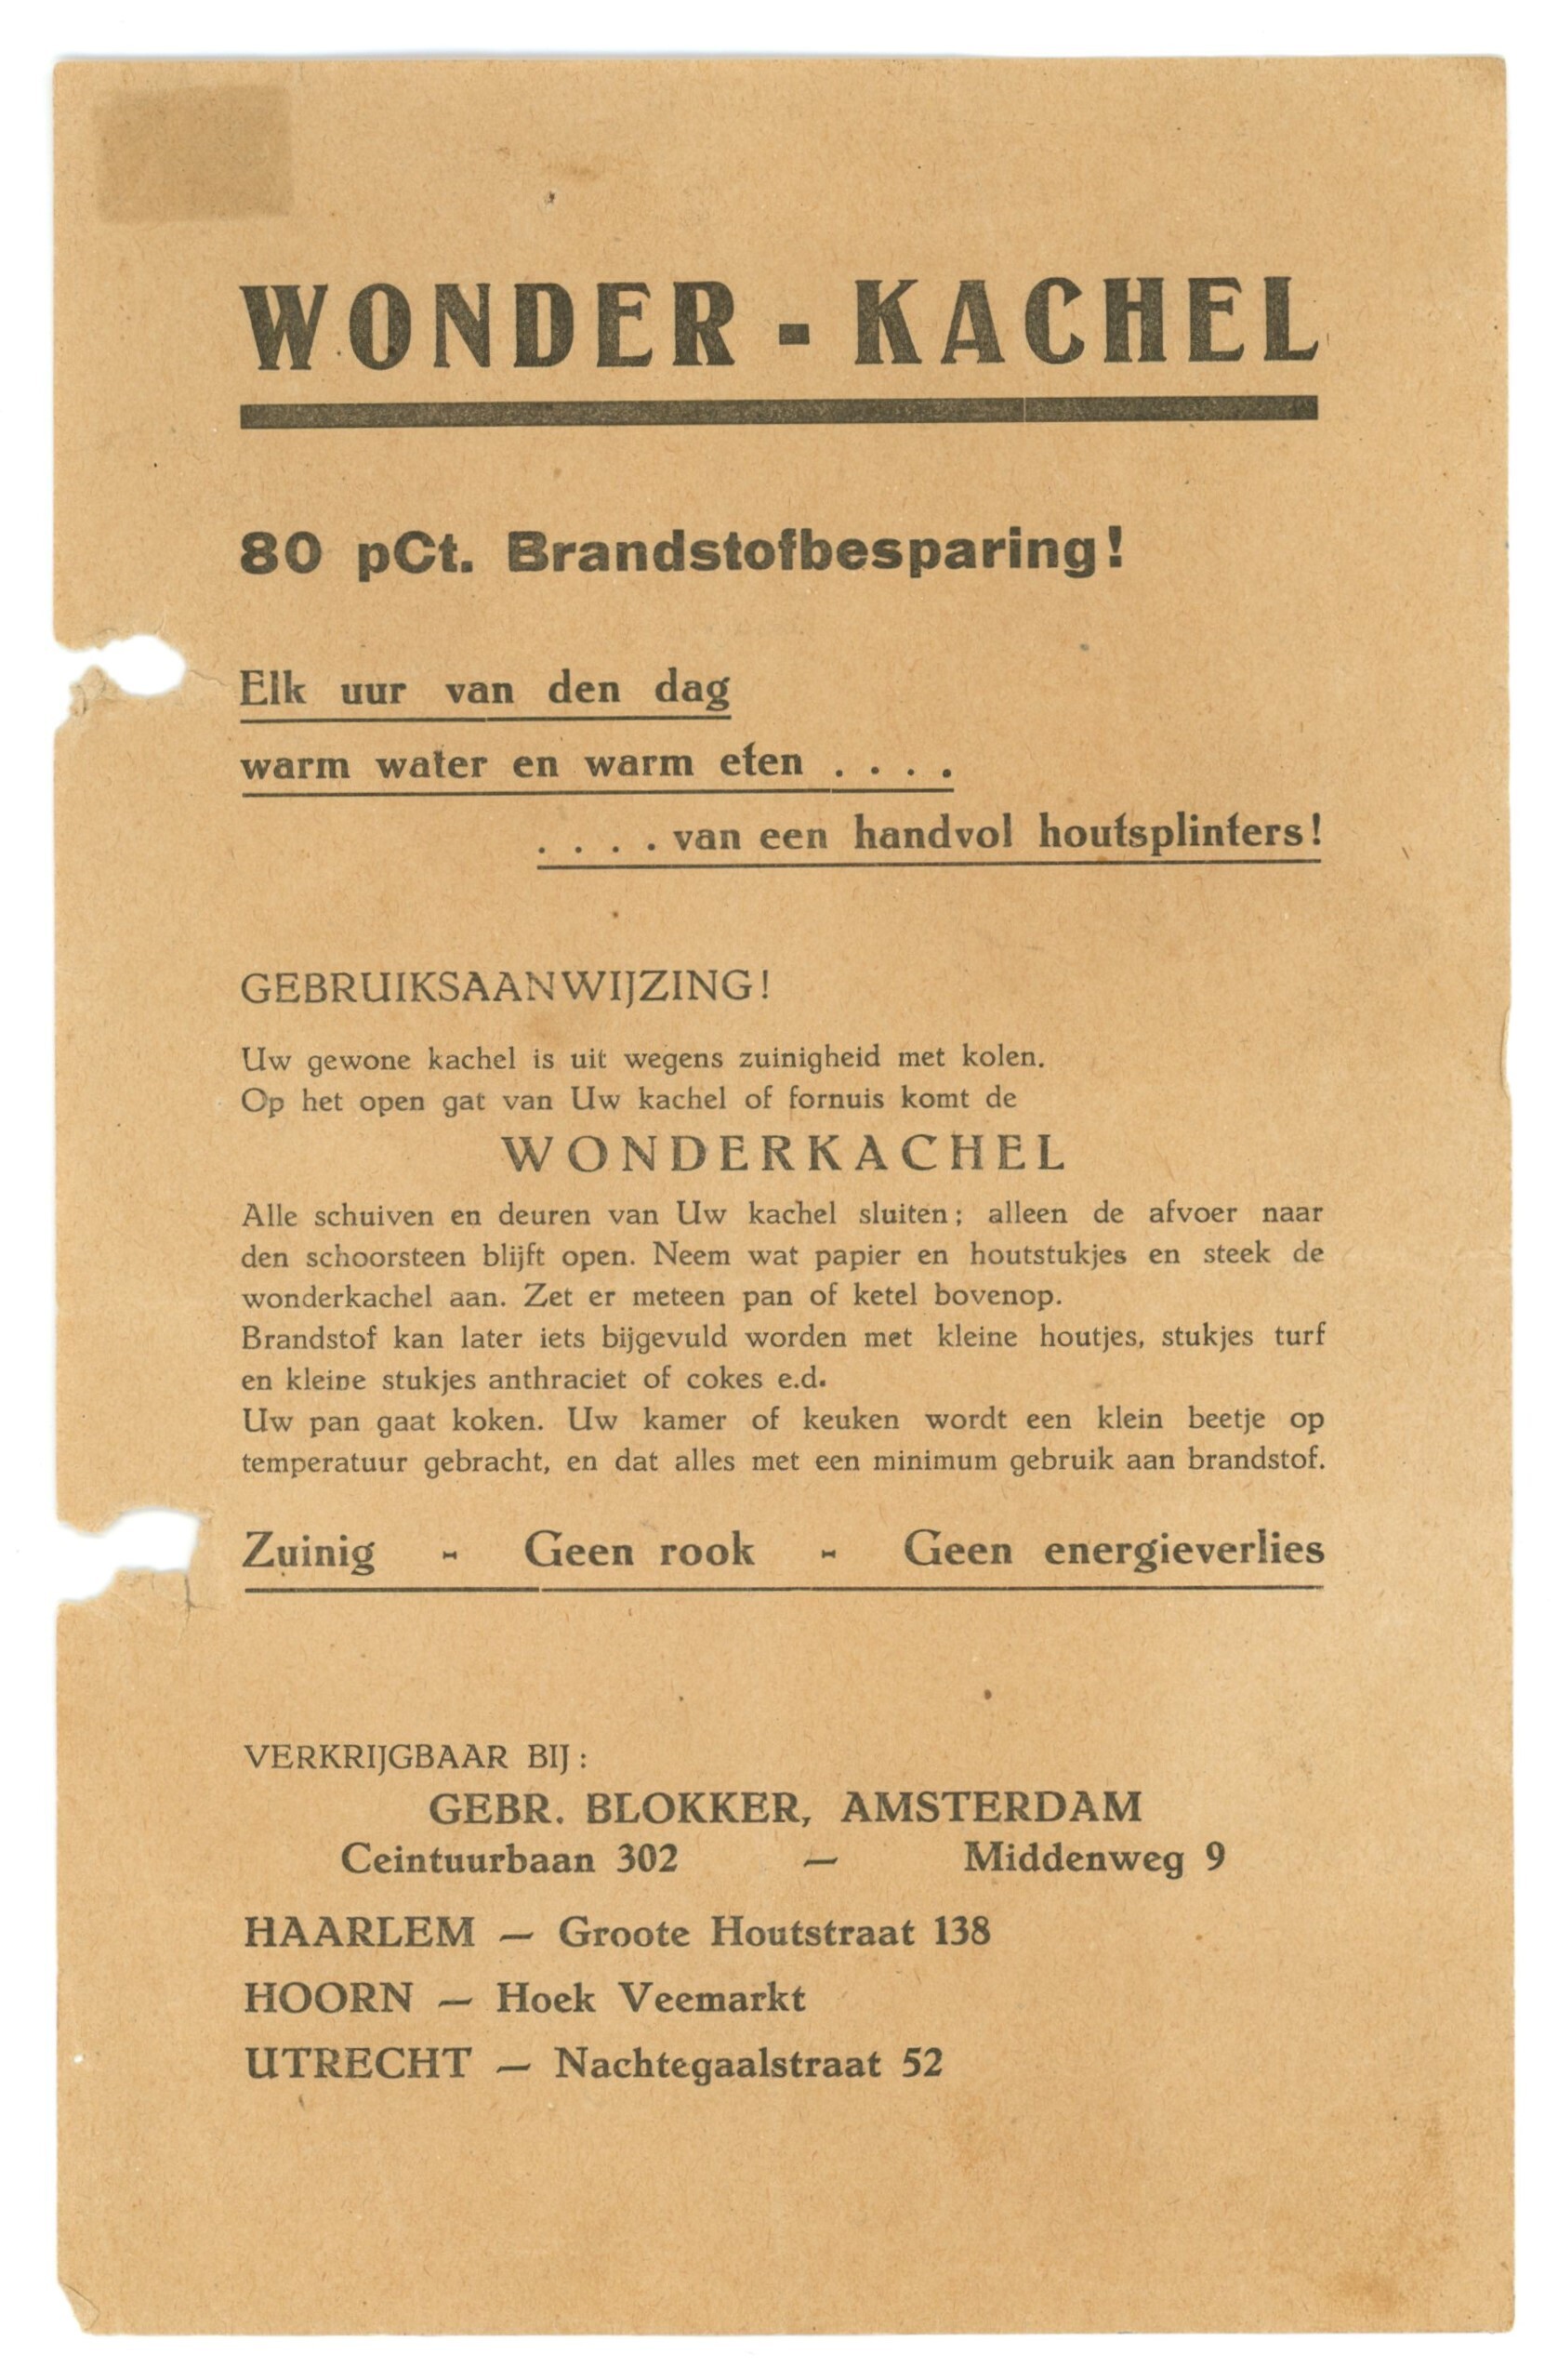 WONDER - KACHEL
80 pCt. Brandstofbesparing!
Elk uur van den dag
warm water en warm eten . . . .
. . . . van een handvol houtsplinters!
GEBRUIKSAANWIJZING!
Uw gewone kachel is uit wegens zuinigheid met kolen.
Op het open gat van Uw kachel of fornuis komt de
WONDERKACHEL
Alle schuiven en deuren van Uw kachel sluiten; alleen de afvoer naar
den schoorsteen blijft open. Neem wat papier en houtstukjes en steek de
wonderkachel aan. Zet er meteen pan of ketel bovenop.
Brandstof kan later iets bijgevuld worden met kleine houtjes, stukjes turf
en kleine stukjes anthraciet of cokes e.d.
Uw pan gaat koken. Uw kamer of keuken wordt een klein beetje op
temperatuur gebracht, en dat alles met een minimum gebruik aan brandstof.
Zuinig - Geen rook - Geen energieverlies
VERKRIJGBAAR BIJ:
GEBR. BLOKKER, AMSTERDAM
Ceintuurbaan 302 — Middenweg 9
HAARLEM — Groote Houtstraat 138
HOORN — Hoek Veemarkt
UTRECHT — Nachtegaalstraat 52